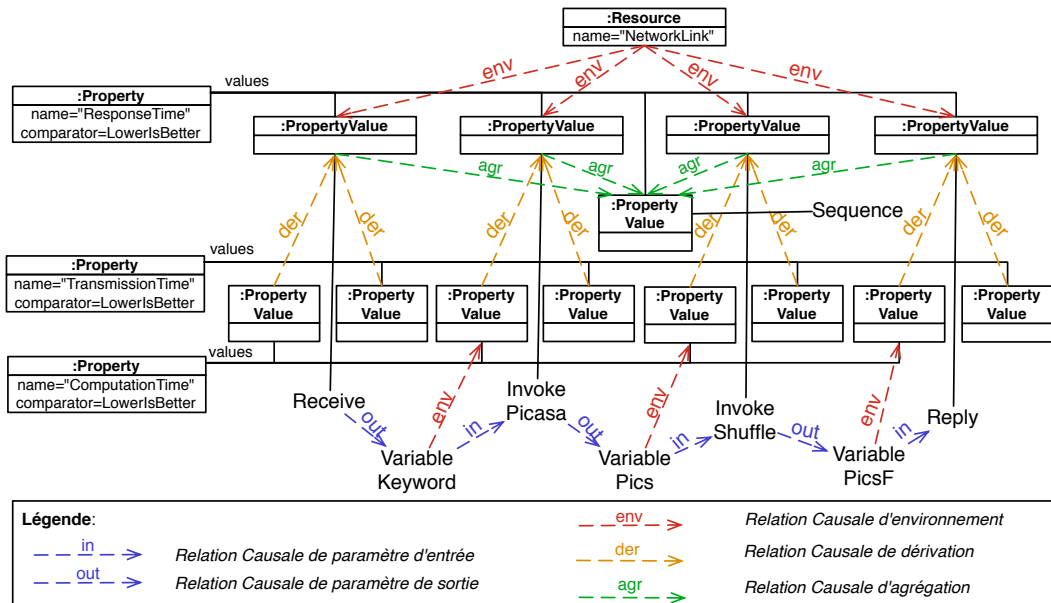 :Resource
name="NetworkLink"
env
env
env
env
values
:Property
name="ResponseTime"
comparator=LowerIsBetter
:PropertyValue
:PropertyValue
:PropertyValue
:PropertyValue
agr
agr
agr
agr
:Property
Value
Sequence
der
der
der
der
der
der
der
der
values
:Property
name="TransmissionTime"
comparator=LowerIsBetter
:Property
Value
:Property
Value
:Property
Value
:Property
Value
:Property
Value
:Property
Value
:Property
Value
:Property
Value
values
:Property
name="ComputationTime"
comparator=LowerIsBetter
Receive
out
Variable
Keyword
env
in
Invoke
Picasa
out
Variable
Pics
env
in
Invoke
Shuffle
out
Variable
PicsF
env
in
Reply
Légende:
in
Relation Causale de paramètre d'entrée
out
Relation Causale de paramètre de sortie
env
Relation Causale d'environnement
der
Relation Causale de dérivation
agr
Relation Causale d'agrégation